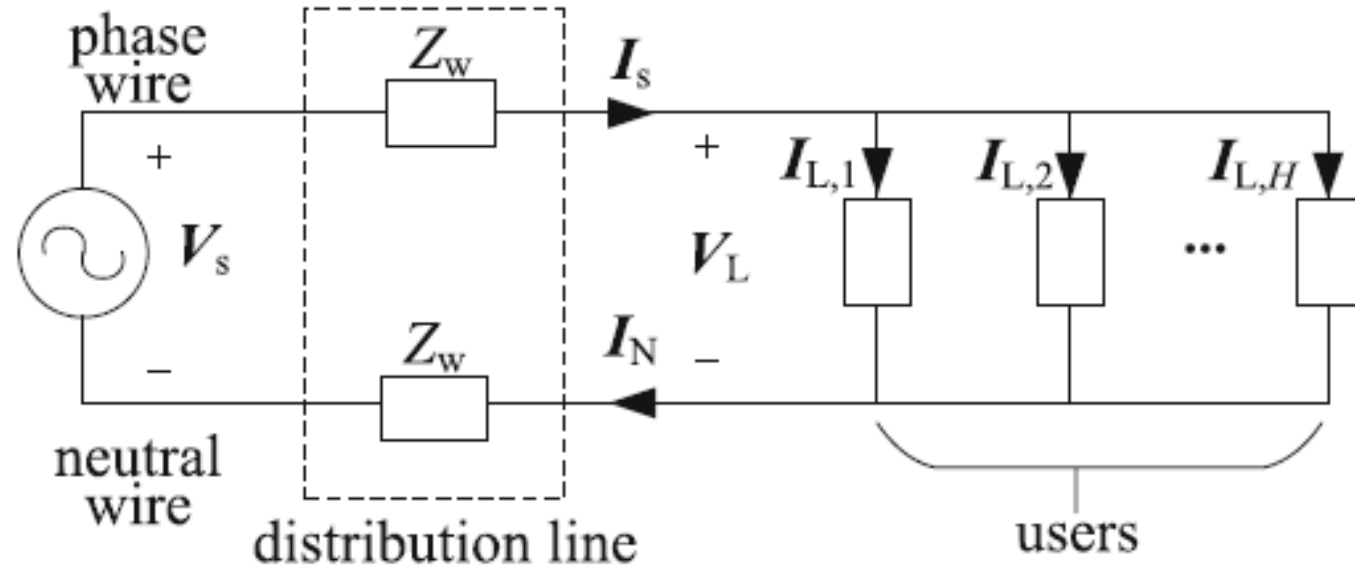 phase
wire
Z_w
I_s
+
+
I_L,1
I_L,2
I_L,H
V_s
V_L
...
Z_w
I_N
−
−
neutral
wire
distribution line
users